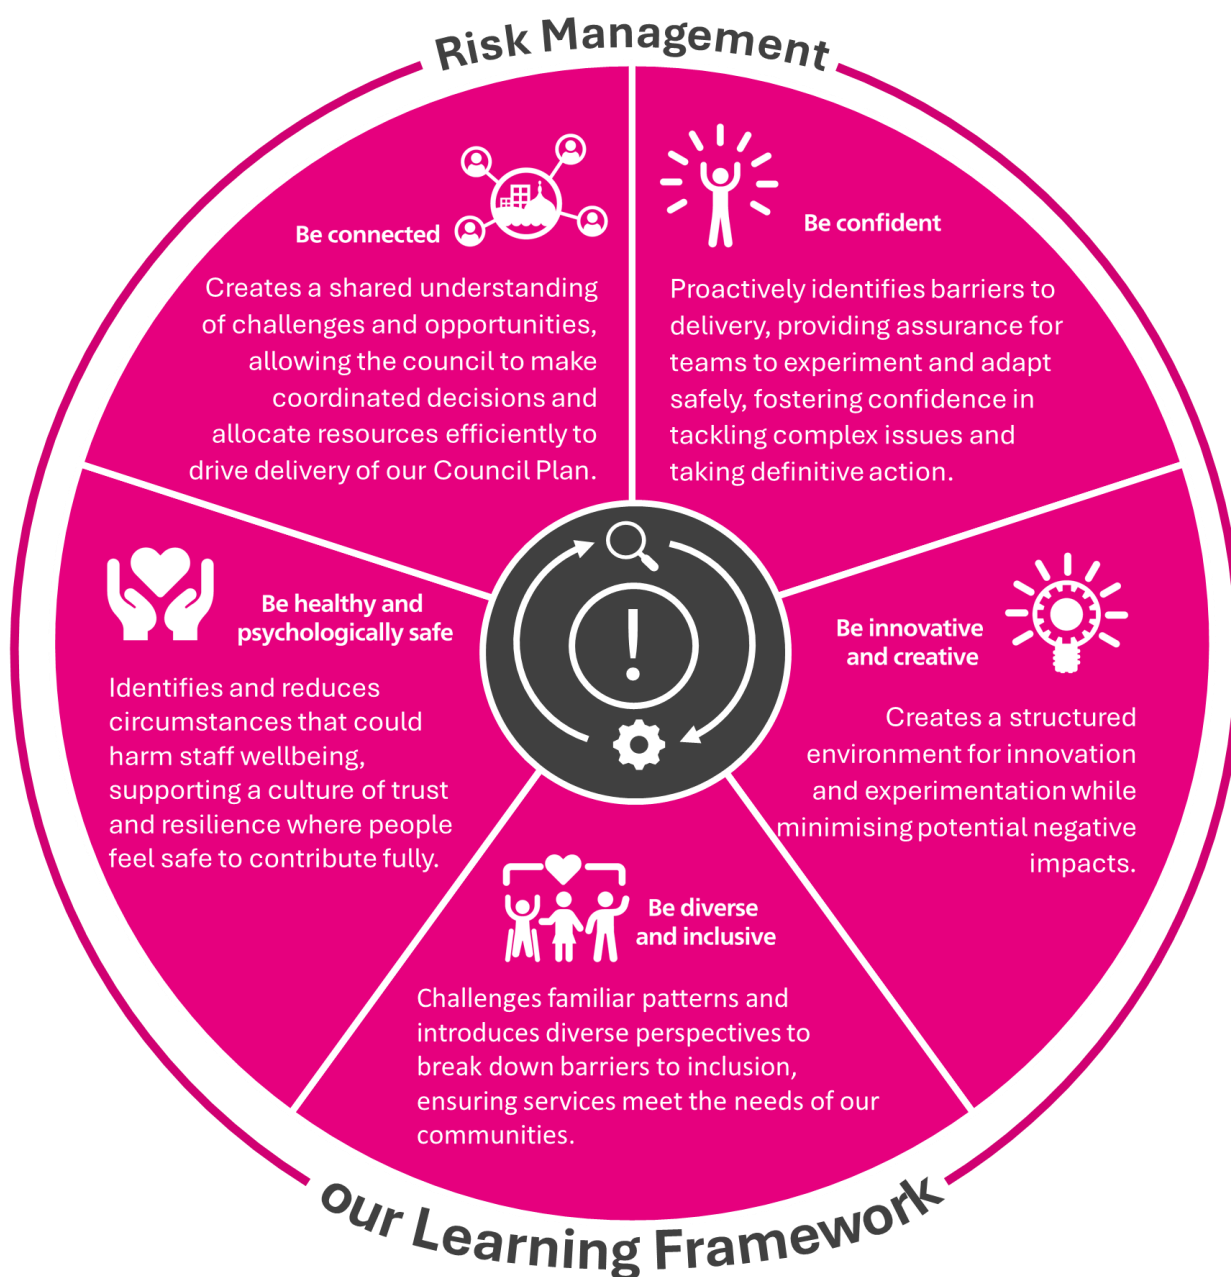 Risk Management
Be connected
Creates a shared understanding
of challenges and opportunities,
allowing the council to make
coordinated decisions and
allocate resources efficiently to
drive delivery of our Council Plan.
Be confident
Proactively identifies barriers to
delivery, providing assurance for
teams to experiment and adapt
safely, fostering confidence in
tackling complex issues and
taking definitive action.
Be healthy and
psychologically safe
Identifies and reduces
circumstances that could
harm staff wellbeing,
supporting a culture of trust
and resilience where people
feel safe to contribute fully.
!
Be innovative
and creative
Creates a structured
environment for innovation
and experimentation while
minimising potential negative
impacts.
Be diverse
and inclusive
Challenges familiar patterns and
introduces diverse perspectives to
break down barriers to inclusion,
ensuring services meet the needs of our
communities.
our Learning Framework